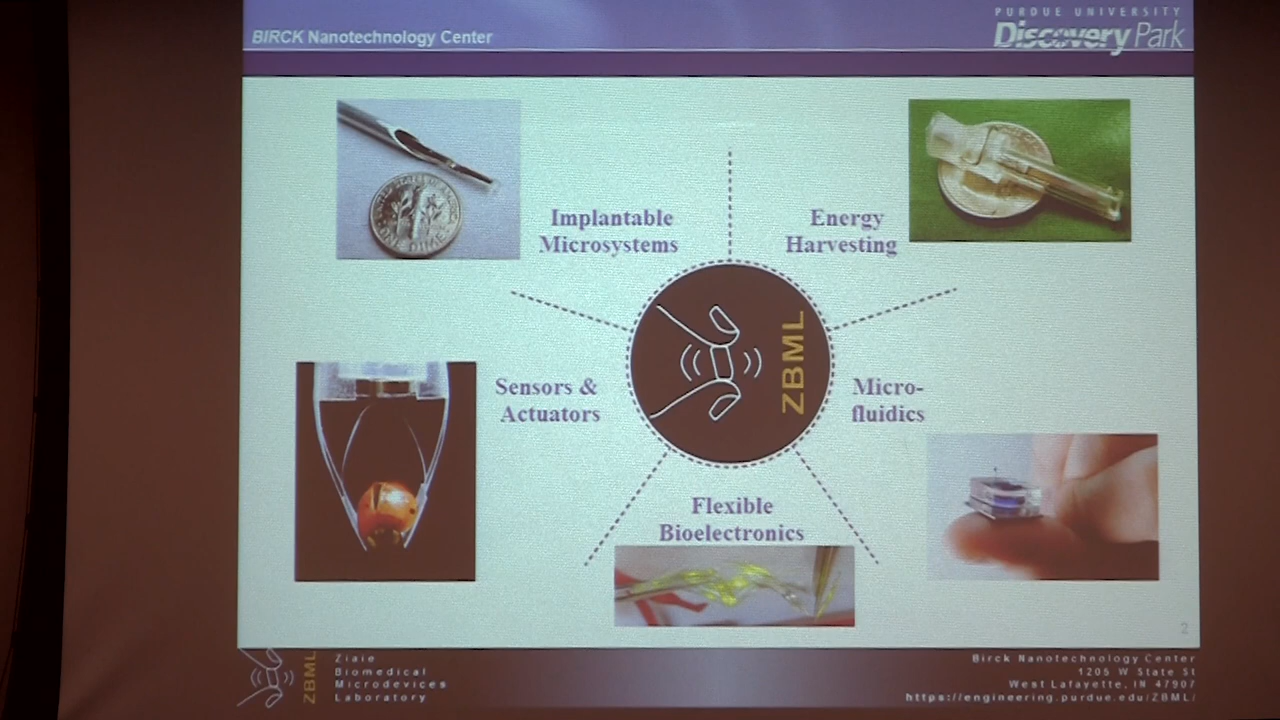 BIRCK Nanotechnology Center
PURDUE UNIVERSITY
Discovery Park
Implantable
Microsystems
Energy
Harvesting
ONE DIME
Sensors &
Actuators
ZBML
Micro-
fluidics
Flexible
Bioelectronics
2
ZBML
Ziaie
Biomedical
Microdevices
Laboratory
Birck Nanotechnology Center
1205 W State St
West Lafayette, IN 47907
https://engineering.purdue.edu/ZBML/